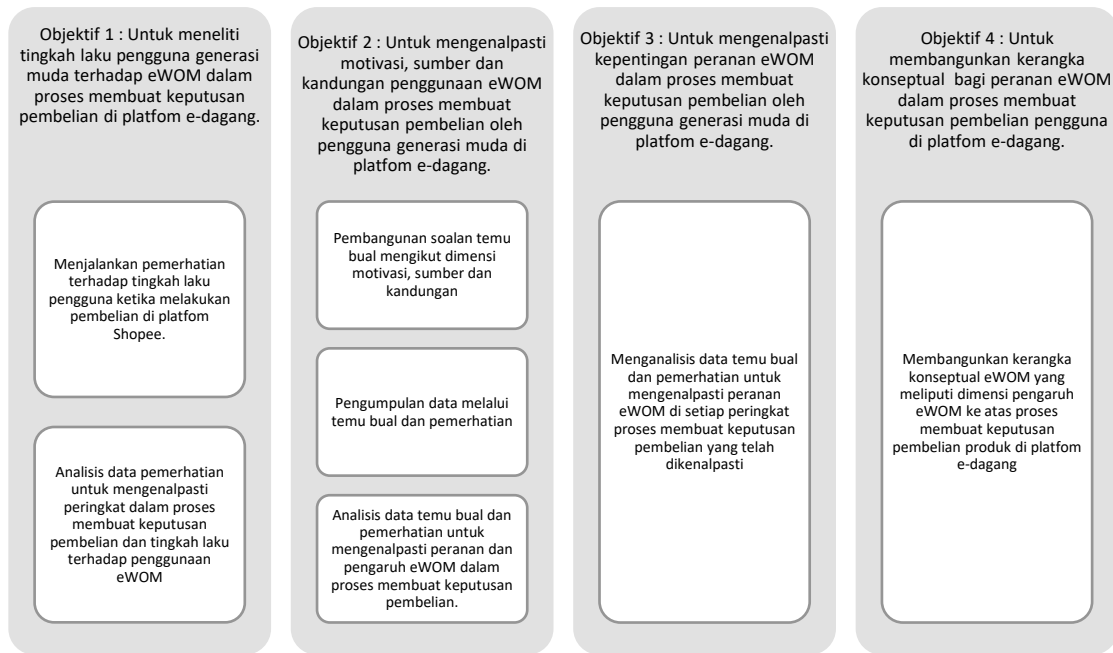 Objektif 1 : Untuk meneliti
tingkah laku pengguna generasi
muda terhadap eWOM dalam
proses membuat keputusan
pembelian di platfom e-dagang.
Menjalankan pemerhatian
terhadap tingkah laku
pengguna ketika melakukan
pembelian di platfom
Shopee.
Analisis data pemerhatian
untuk mengenalpasti
peringkat dalam proses
membuat keputusan
pembelian dan tingkah laku
terhadap penggunaan
eWOM
Objektif 2 : Untuk mengenalpasti
motivasi, sumber dan
kandungan penggunaan eWOM
dalam proses membuat
keputusan pembelian oleh
pengguna generasi muda di
platfom e-dagang.
Pembangunan soalan temu
bual mengikut dimensi
motivasi, sumber dan
kandungan
Pengumpulan data melalui
temu bual dan pemerhatian
Analisis data temu bual dan
pemerhatian untuk
mengenalpasti peranan dan
pengaruh eWOM dalam
proses membuat keputusan
pembelian.
Objektif 3 : Untuk mengenalpasti
kepentingan peranan eWOM
dalam proses membuat
keputusan pembelian oleh
pengguna generasi muda di
platfom e-dagang.
Menganalisis data temu bual
dan pemerhatian untuk
mengenalpasti peranan
eWOM di setiap peringkat
proses membuat keputusan
pembelian yang telah
dikenalpasti
Objektif 4 : Untuk
membangunkan kerangka
konseptual bagi peranan eWOM
dalam proses membuat
keputusan pembelian pengguna
di platfom e-dagang.
Membangunkan kerangka
konseptual eWOM yang
meliputi dimensi pengaruh
eWOM ke atas proses
membuat keputusan
pembelian produk di platfom
e-dagang